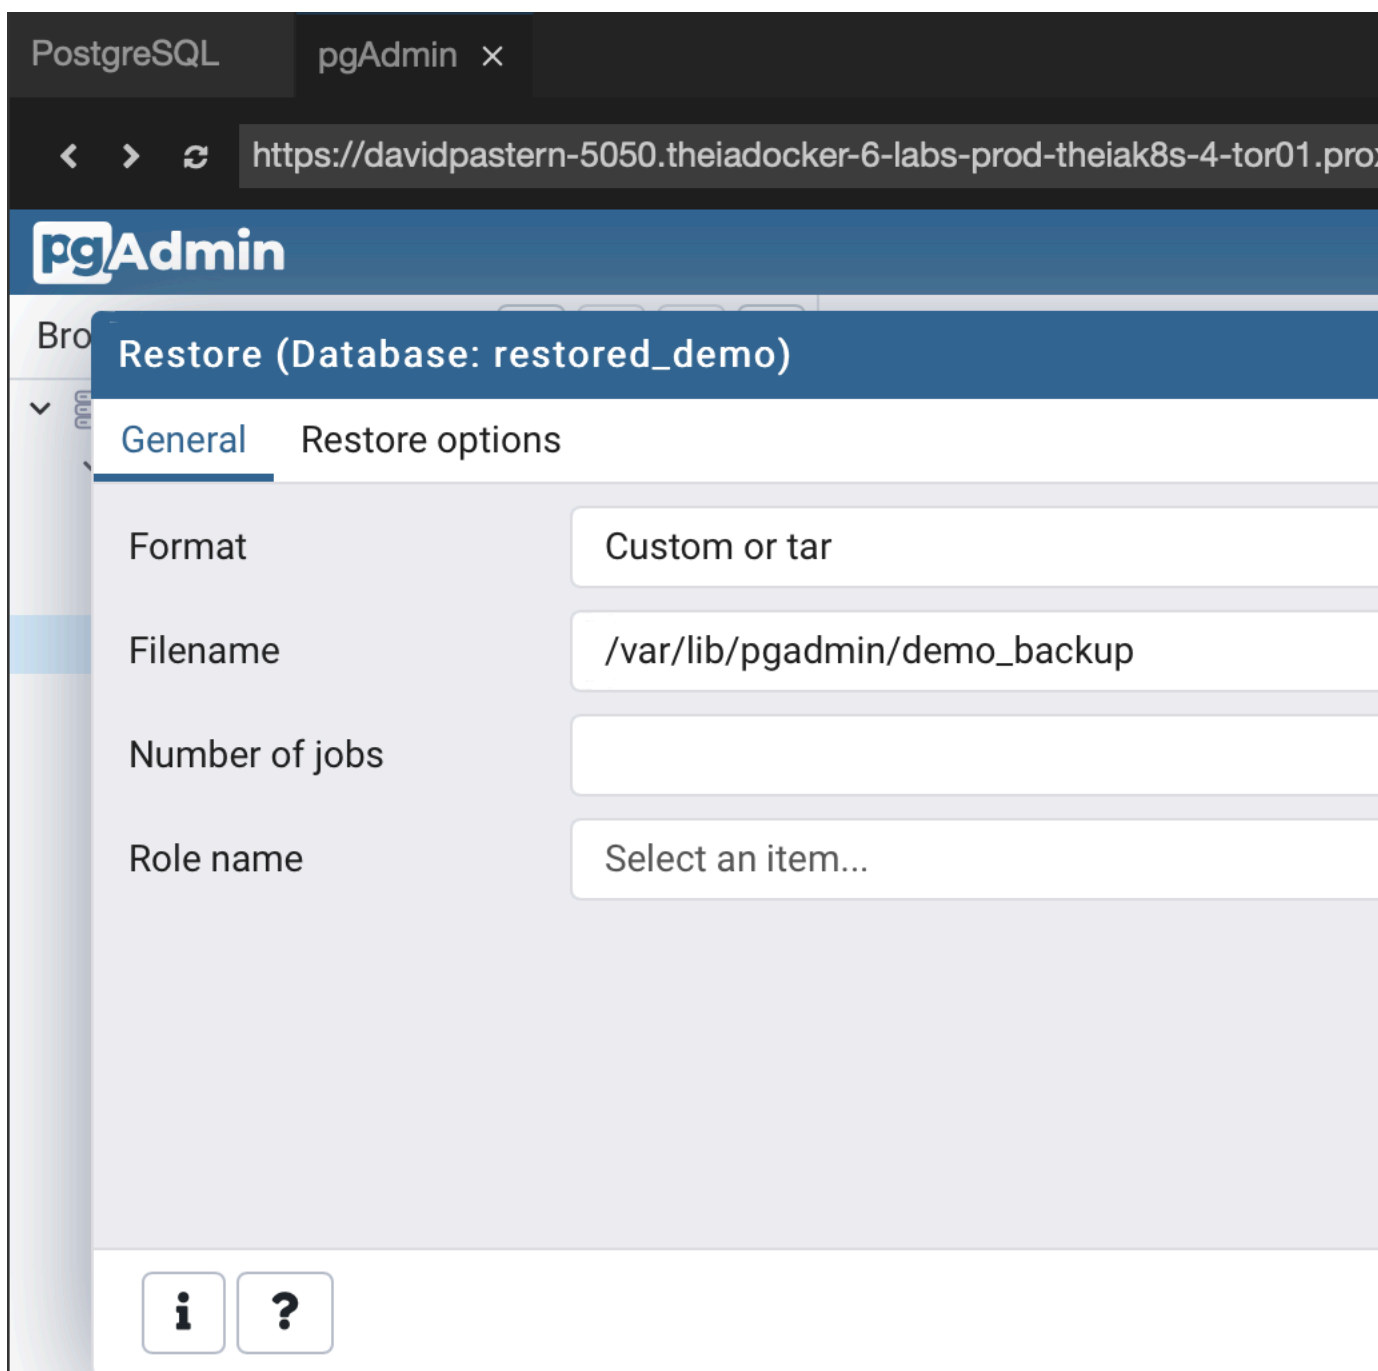 PostgreSQL
pgAdmin
https://davidpastern-5050.theiadocker-6-labs-prod-theiak8s-4-tor01.prox
pgAdmin
Bro
Restore (Database: restored_demo)
General Restore options
Format Custom or tar
Filename /var/lib/pgadmin/demo_backup
Number of jobs
Role name Select an item...
i ?